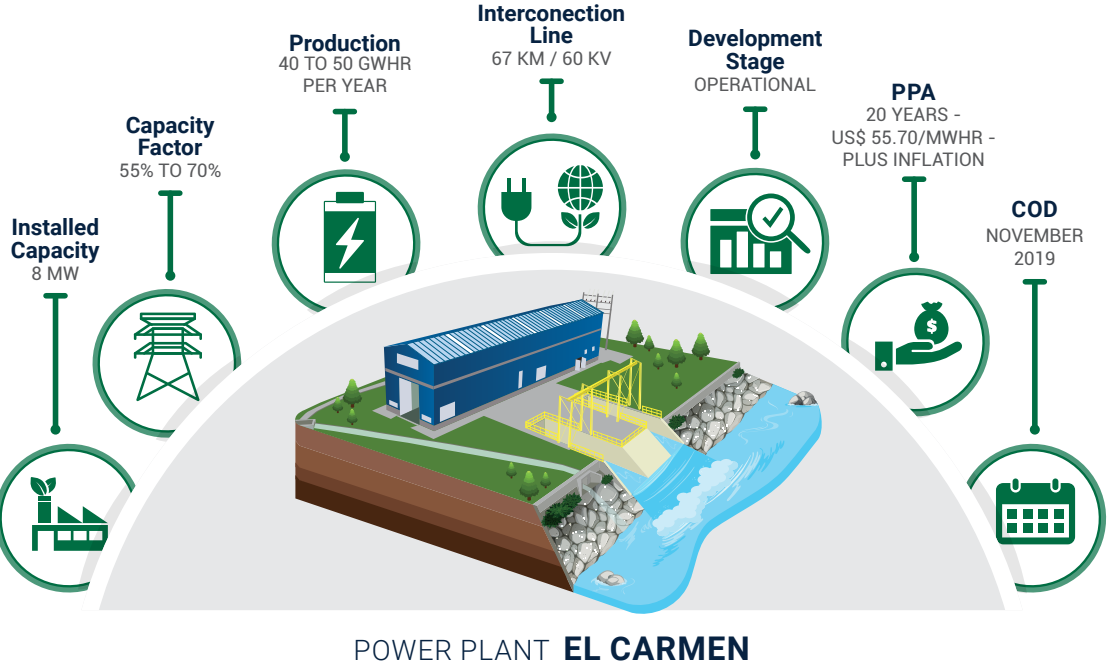 Installed
Capacity
8 MW
Capacity
Factor
55% TO 70%
Production
40 TO 50 GWHR
PER YEAR
Interconection
Line
67 KM / 60 KV
Development
Stage
OPERATIONAL
PPA
20 YEARS -
US$ 55.70/MWHR -
PLUS INFLATION
COD
NOVEMBER
2019
$
POWER PLANT EL CARMEN